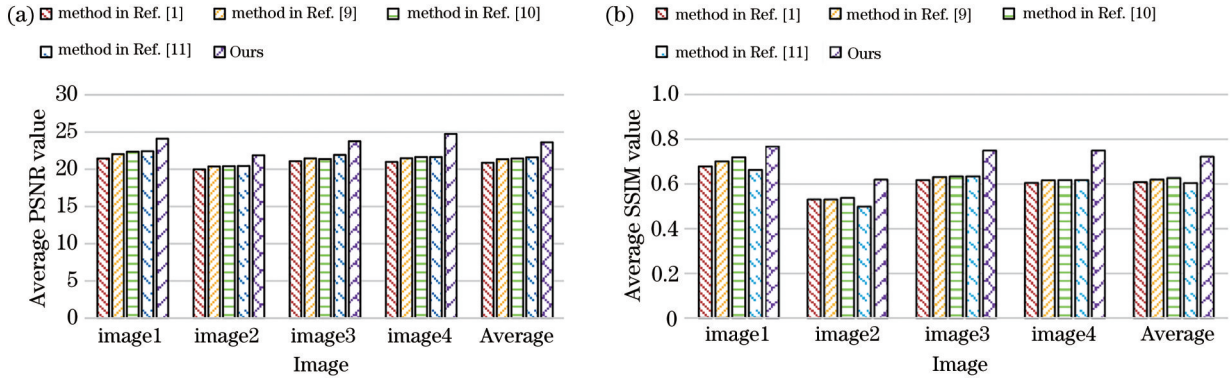 (a)
method in Ref. [1]
method in Ref. [9]
method in Ref. [10]
method in Ref. [11]
Ours
Average PSNR value
30
25
20
15
10
5
0
image1
image2
image3
image4
Average
Image
(b)
method in Ref. [1]
method in Ref. [9]
method in Ref. [10]
method in Ref. [11]
Ours
Average SSIM value
1.0
0.8
0.6
0.4
0.2
0
image1
image2
image3
image4
Average
Image